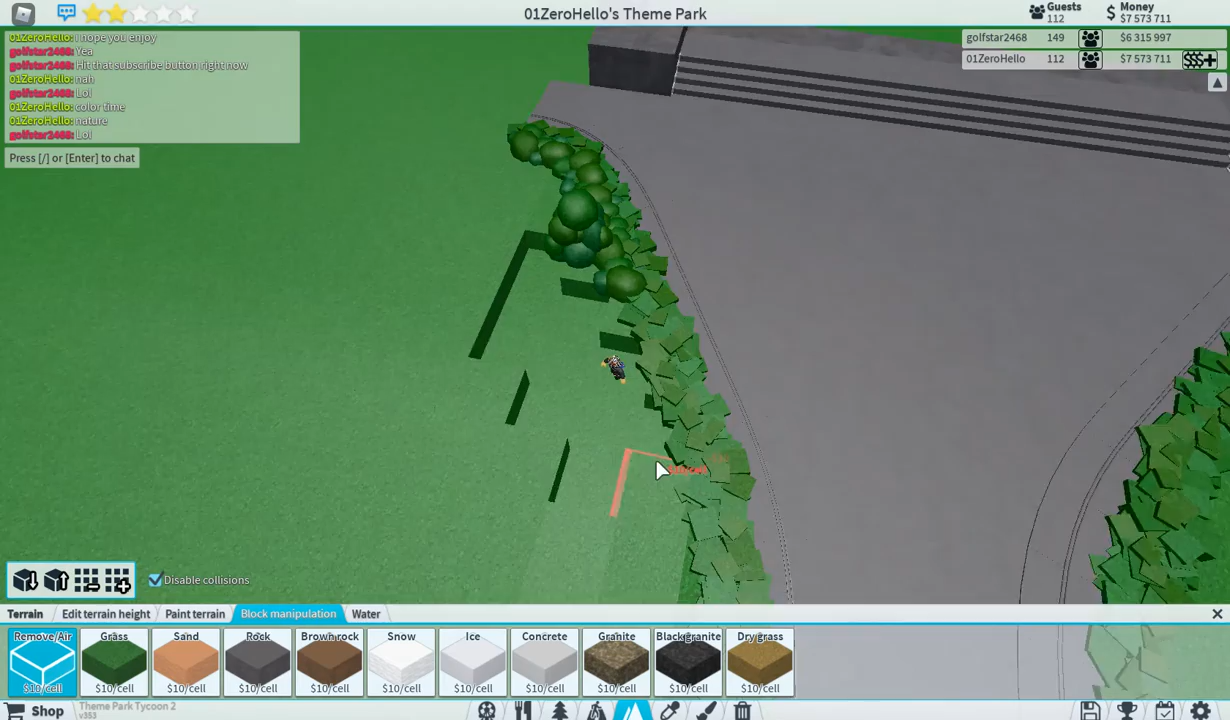 01ZeroHello's Theme Park
Guests
112
Money
$7 573 711
golfstar2468 149 $6 315 997
01ZeroHello 112 $7 573 711
01ZeroHello: I hope you enjoy
golfstar2468: Yea
golfstar2468: Hit that subscribe button right now
01ZeroHello: nah
golfstar2468: Lol
01ZeroHello: color time
01ZeroHello: nature
golfstar2468: Lol
Press [/] or [Enter] to chat
Disable collisions
Terrain Edit terrain height Paint terrain Block manipulation Water
Remove/Air Grass Sand Rock Brown rock Snow Ice Concrete Granite Black granite Dry grass
$10/cell $10/cell $10/cell $10/cell $10/cell $10/cell $10/cell $10/cell $10/cell $10/cell $10/cell
Shop
Theme Park Tycoon 2
v353